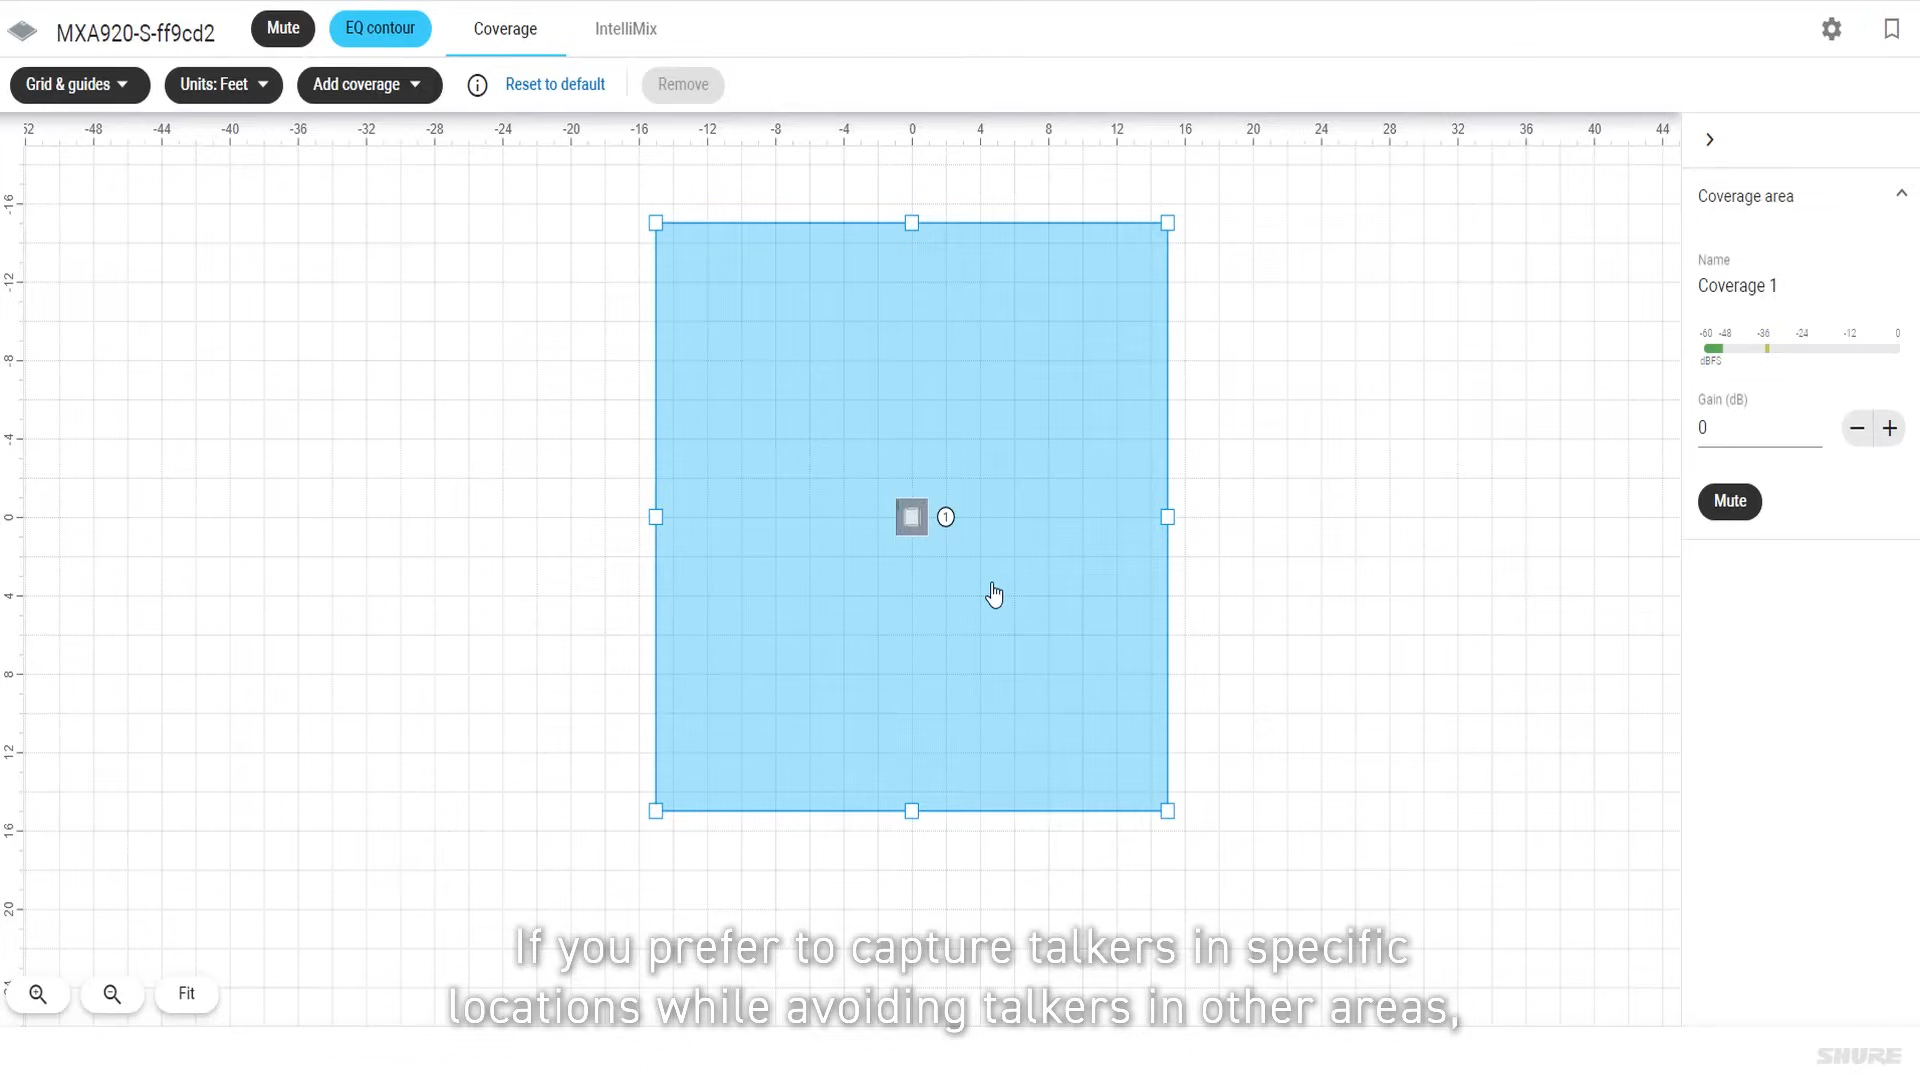 MXA920-S-ff9cd2 Mute EQ contour Coverage IntelliMix
Grid & guides Units: Feet Add coverage Reset to default Remove
52 -48 -44 -40 -36 -32 -28 -24 -20 -16 -12 -8 -4 0 4 8 12 16 20 24 28 32 36 40 44
-16
-12
-8
-4
0
4
8
12
16
20
1
Coverage area
Name
Coverage 1
-60 -48 -36 -24 -12 0
dBFS
Gain (dB)
0
Mute
If you prefer to capture talkers in specific
locations while avoiding talkers in other areas,
Fit
SHURE